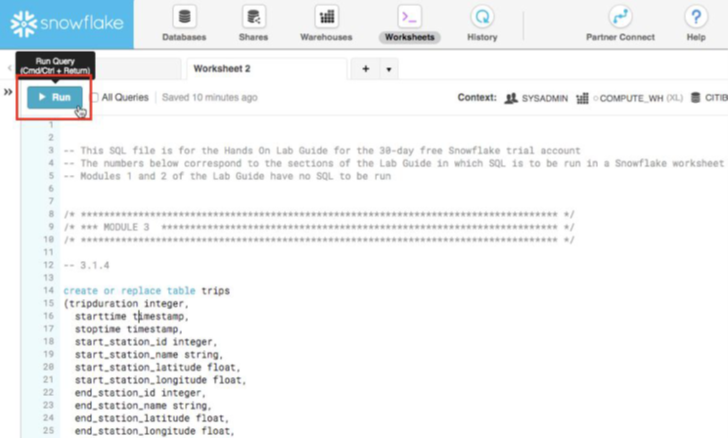 snowflake
Databases
Shares
Warehouses
Worksheets
History
Partner Connect
Help
Run Query
(Cmd/Ctrl + Return)
Worksheet 2
+
Run
All Queries
Saved 10 minutes ago
Context:
SYSADMIN
COMPUTE_WH (XL)
CITIB
1
2
3 -- This SQL file is for the Hands On Lab Guide for the 30-day free Snowflake trial account
4 -- The numbers below correspond to the sections of the Lab Guide in which SQL is to be run in a Snowflake worksheet
5 -- Modules 1 and 2 of the Lab Guide have no SQL to be run
6
7
8 /* ******************************************************************************** */
9 /* *** MODULE 3  ****************************************************************** */
10 /* ******************************************************************************** */
11
12 -- 3.1.4
13
14 create or replace table trips
15 (tripduration integer,
16   starttime timestamp,
17   stoptime timestamp,
18   start_station_id integer,
19   start_station_name string,
20   start_station_latitude float,
21   start_station_longitude float,
22   end_station_id integer,
23   end_station_name string,
24   end_station_latitude float,
25   end_station_longitude float,